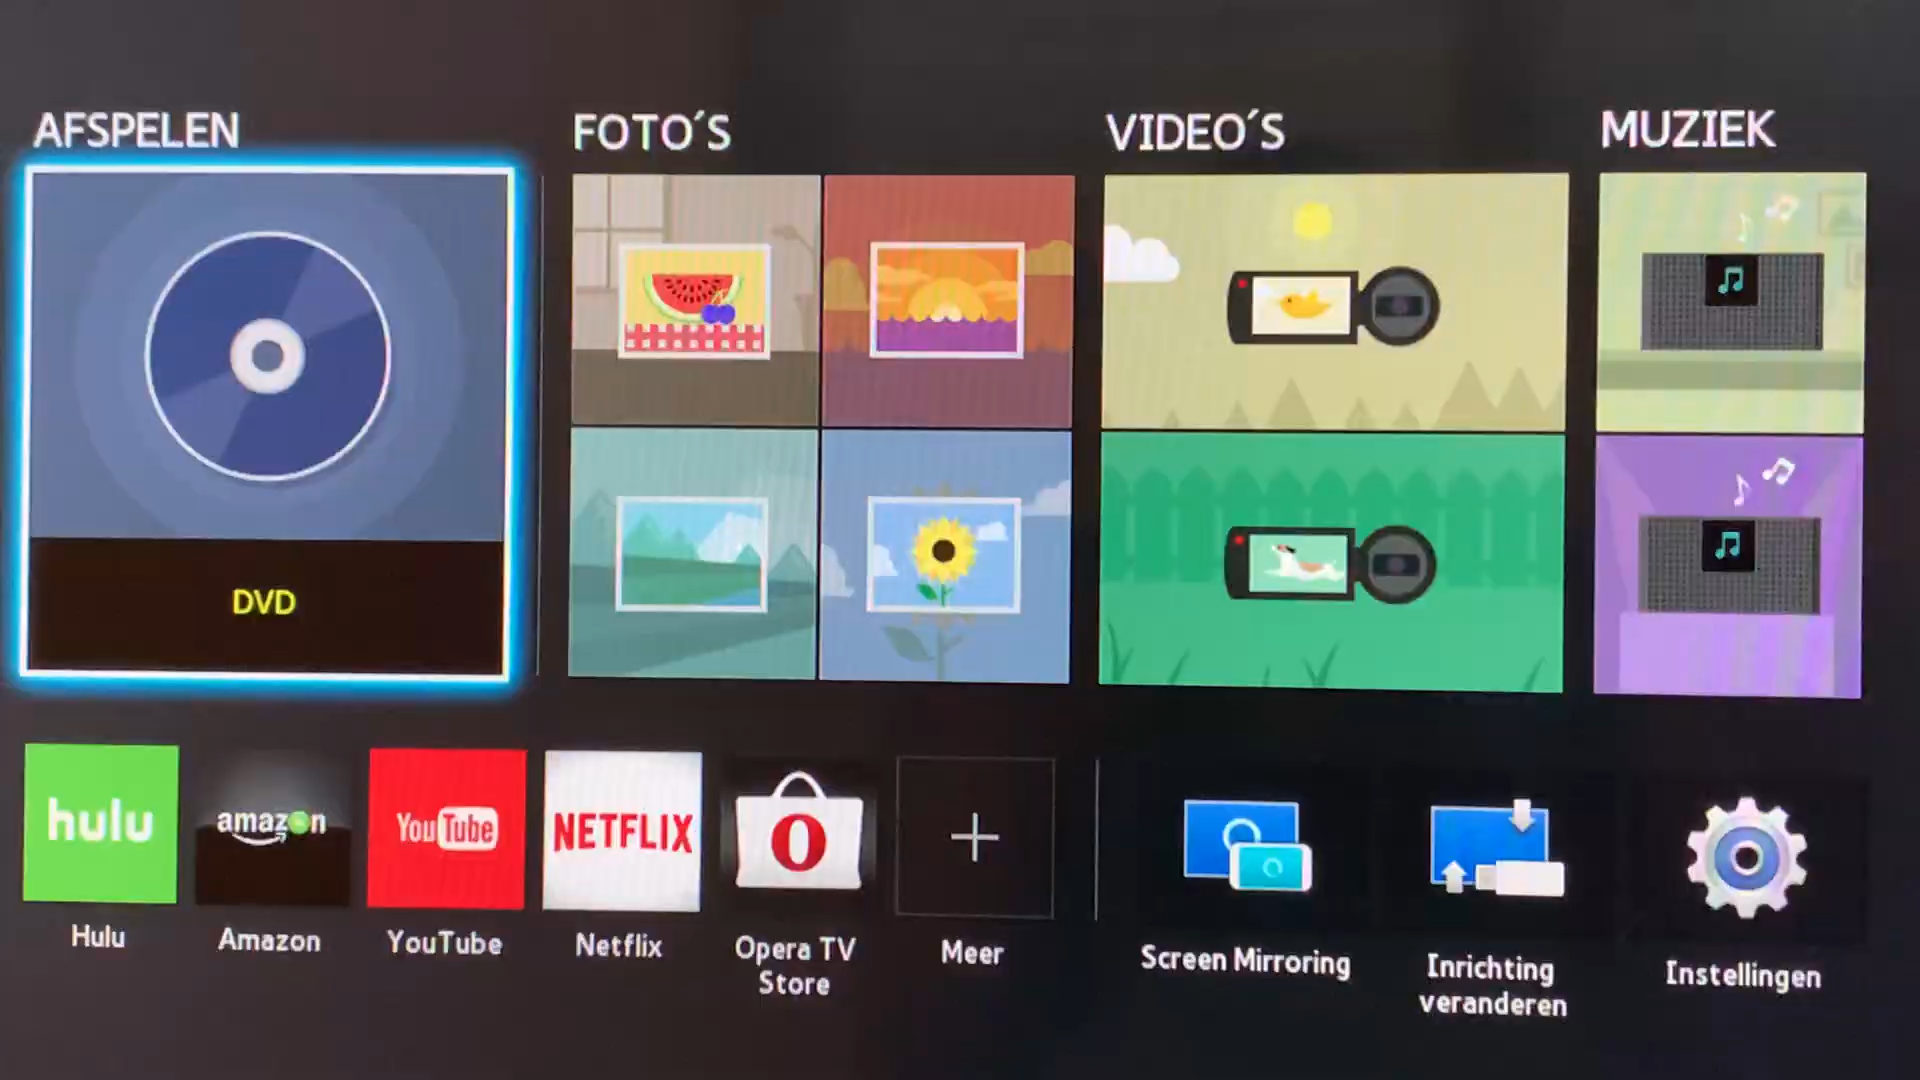 AFSPELEN
FOTO´S
VIDEO´S
MUZIEK
DVD
hulu
amazon
YouTube
NETFLIX
Hulu
Amazon
YouTube
Netflix
Opera TV
Store
Meer
Screen Mirroring
Inrichting
veranderen
Instellingen